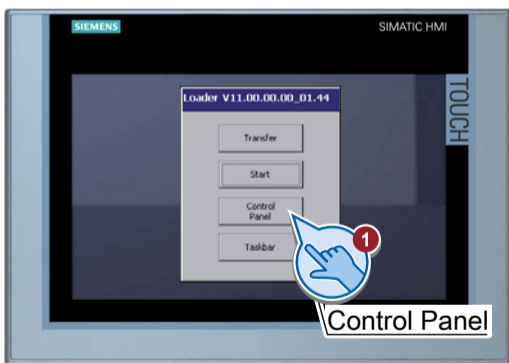 SIEMENS
SIMATIC HMI
TOUCH
Loader V11.00.00.00_01.44
Transfer
Start
Control
Panel
Taskbar
1
Control Panel